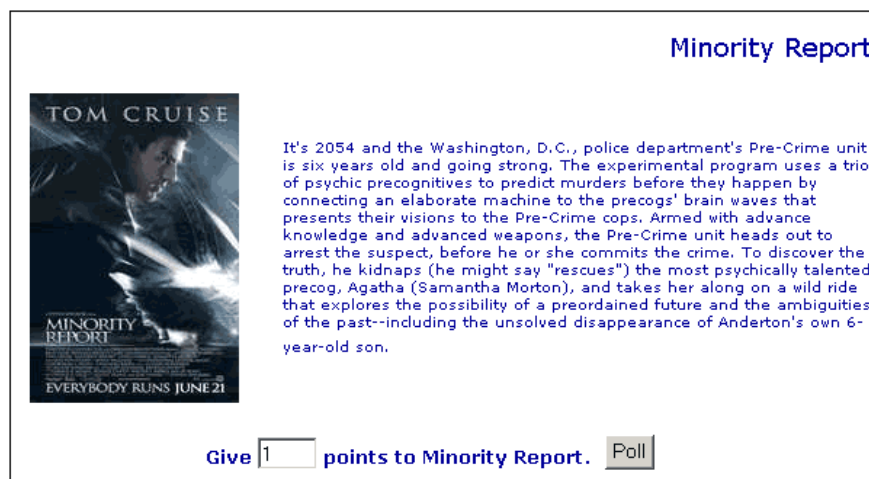 Minority Report
TOM CRUISE
It's 2054 and the Washington, D.C., police department's Pre-Crime unit
is six years old and going strong. The experimental program uses a trio
of psychic precognitives to predict murders before they happen by
connecting an elaborate machine to the precogs' brain waves that
presents their visions to the Pre-Crime cops. Armed with advance
knowledge and advanced weapons, the Pre-Crime unit heads out to
arrest the suspect, before he or she commits the crime. To discover the
truth, he kidnaps (he might say "rescues") the most psychically talented
precog, Agatha (Samantha Morton), and takes her along on a wild ride
that explores the possibility of a preordained future and the ambiguities
of the past--including the unsolved disappearance of Anderton's own 6-
year-old son.
MINORITY
REPORT
EVERYBODY RUNS JUNE 21
Give 1 points to Minority Report. Poll